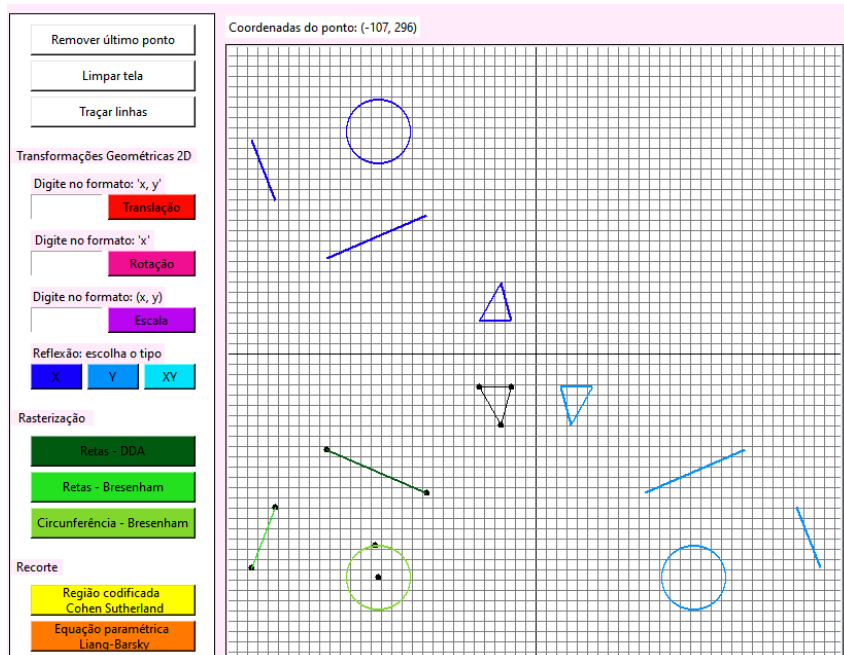 Coordenadas do ponto: (-107, 296)
Remover último ponto
Limpar tela
Traçar linhas
Transformações Geométricas 2D
Digite no formato: 'x, y'
Translação
Digite no formato: 'x'
Rotação
Digite no formato: (x, y)
Escala
Reflexão: escolha o tipo
X Y XY
Rasterização
Retas - DDA
Retas - Bresenham
Circunferência - Bresenham
Recorte
Região codificada
Cohen Sutherland
Equação paramétrica
Liang-Barsky